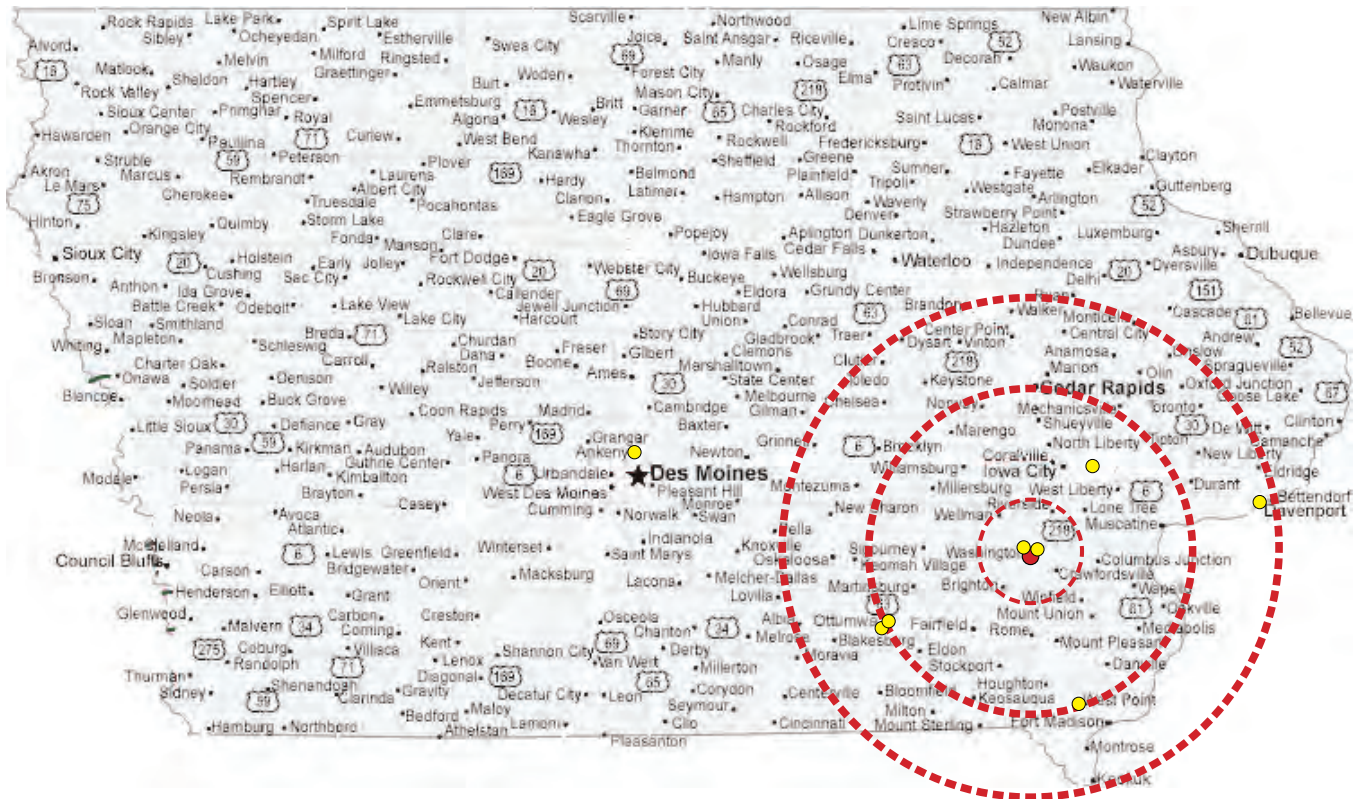 Rock Rapids
Lake Park
Spirit Lake
Scarville
Northwood
Lime Springs
New Albin
Sibley
Ocheyedan
Estherville
Swea City
Joice
Saint Ansgar
Riceville
Cresco
52
Lansing
Alvord
Melvin
Milford
Ringsted
69
Manly
Osage
63
Decorah
Waukon
18
Matlock
Sheldon
Hartley
Graettinger
Burt
Woden
Forest City
Elma
Protivin
Calmar
Waterville
Rock Valley
Spencer
Mason City
218
Sioux Center
Primghar
Royal
Emmetsburg
Algona
18
Britt
Wesley
Garner
65
Charles City
Rockford
Saint Lucas
Postville
Monona
Hawarden
Orange City
Paullina
71
Curlew
West Bend
Klemme
Thornton
Rockwell
Fredericksburg
18
West Union
Struble
59
Peterson
Plover
Kanawha
Sheffield
Greene
Clayton
Akron
Marcus
Rembrandt
Laurens
169
Hardy
Belmond
Plainfield
Sumner
Fayette
Elkader
Le Mars
75
Cherokee
Albert City
Truesdale
Pocahontas
Clarion
Latimer
Hampton
Allison
Tripoli
Waverly
Westgate
Arlington
Guttenberg
52
Hinton
Quimby
Storm Lake
Eagle Grove
Denver
Strawberry Point
Kingsley
Fonda
Manson
Clare
Popejoy
Aplington
Dunkerton
Hazleton
Dundee
Luxemburg
Sherrill
Sioux City
Holstein
Early
Jolley
Fort Dodge
Iowa Falls
Cedar Falls
Waterloo
Independence
Asbury
Dubuque
20
Cushing
Sac City
Rockwell City
20
Webster City
Buckeye
Wellsburg
Delhi
20
Dyersville
Bronson
Anthon
Ida Grove
Callender
69
Eldora
Grundy Center
Ryan
151
Battle Creek
Odebolt
Lake View
Jewell Junction
Hubbard
Brandon
Walker
Monticello
Cascade
61
Bellevue
Sloan
Smithland
Lake City
Harcourt
Union
Conrad
63
Center Point
Central City
Mapleton
Breda
71
Story City
Gladbrook
Traer
Dysart
Vinton
Andrew
52
Whiting
Schleswig
Churdan
Dana
Fraser
Gilbert
Clemons
218
Anamosa
Charter Oak
Carroll
Ralston
Boone
Marshalltown
Clutier
Marion
Olin
Spragueville
Onawa
Soldier
Denison
Willey
Jefferson
Ames
30
State Center
Toledo
Keystone
Cedar Rapids
Oxford Junction
67
Blencoe
Moorhead
Buck Grove
Melbourne
Chelsea
Norway
Goose Lake
Coon Rapids
Madrid
Cambridge
Gilman
Mechanicsville
Toronto
Clinton
Little Sioux
30
Defiance
Gray
Perry
169
Baxter
Marengo
Shueyville
30
De Witt
Camanche
Panama
59
Kirkman
Audubon
Yale
Granger
Grinnell
6
Brooklyn
North Liberty
Tipton
Panora
Ankeny
Newton
Coralville
New Liberty
Logan
Harlan
Guthrie Center
6
Urbandale
Des Moines
Williamsburg
Iowa City
Eldridge
Modale
Persia
Kimballton
Brayton
West Des Moines
Pleasant Hill
Montezuma
Millersburg
West Liberty
6
Durant
Bettendorf
Casey
Cumming
Monroe
New Sharon
Riverside
Lone Tree
Davenport
Neola
Avoca
Norwalk
Swan
Wellman
Muscatine
Atlantic
Pella
218
McClelland
6
Lewis
Greenfield
Winterset
Indianola
Knoxville
Sigourney
Washington
Council Bluffs
Bridgewater
Saint Marys
Oskaloosa
Keomah Village
Columbus Junction
Carson
Macksburg
Melcher-Dallas
Crawfordsville
Henderson
Elliott
Orient
Lacona
Lovilla
Martinsburg
Brighton
Wapello
Grant
63
Winfield
Glenwood
Carbon
Creston
Osceola
Albia
Ottumwa
Mount Union
61
Oakville
Malvern
34
Corning
Chariton
34
Fairfield
Rome
Mediapolis
275
Coburg
Villisca
Kent
Shannon City
69
Derby
Melrose
Blakesburg
Mount Pleasant
Randolph
71
Lenox
Van Wert
Moravia
Eldon
Thurman
Diagonal
169
65
Millerton
Stockport
Danville
Sidney
Shenandoah
Clarinda
Gravity
Decatur City
Leon
Corydon
Centerville
Bloomfield
Houghton
Keosauqua
West Point
59
Bedford
Maloy
Seymour
Milton
Hamburg
Northboro
Athelstan
Lamoni
Clio
Cincinnati
Mount Sterling
Fort Madison
Pleasanton
Montrose
Keokuk